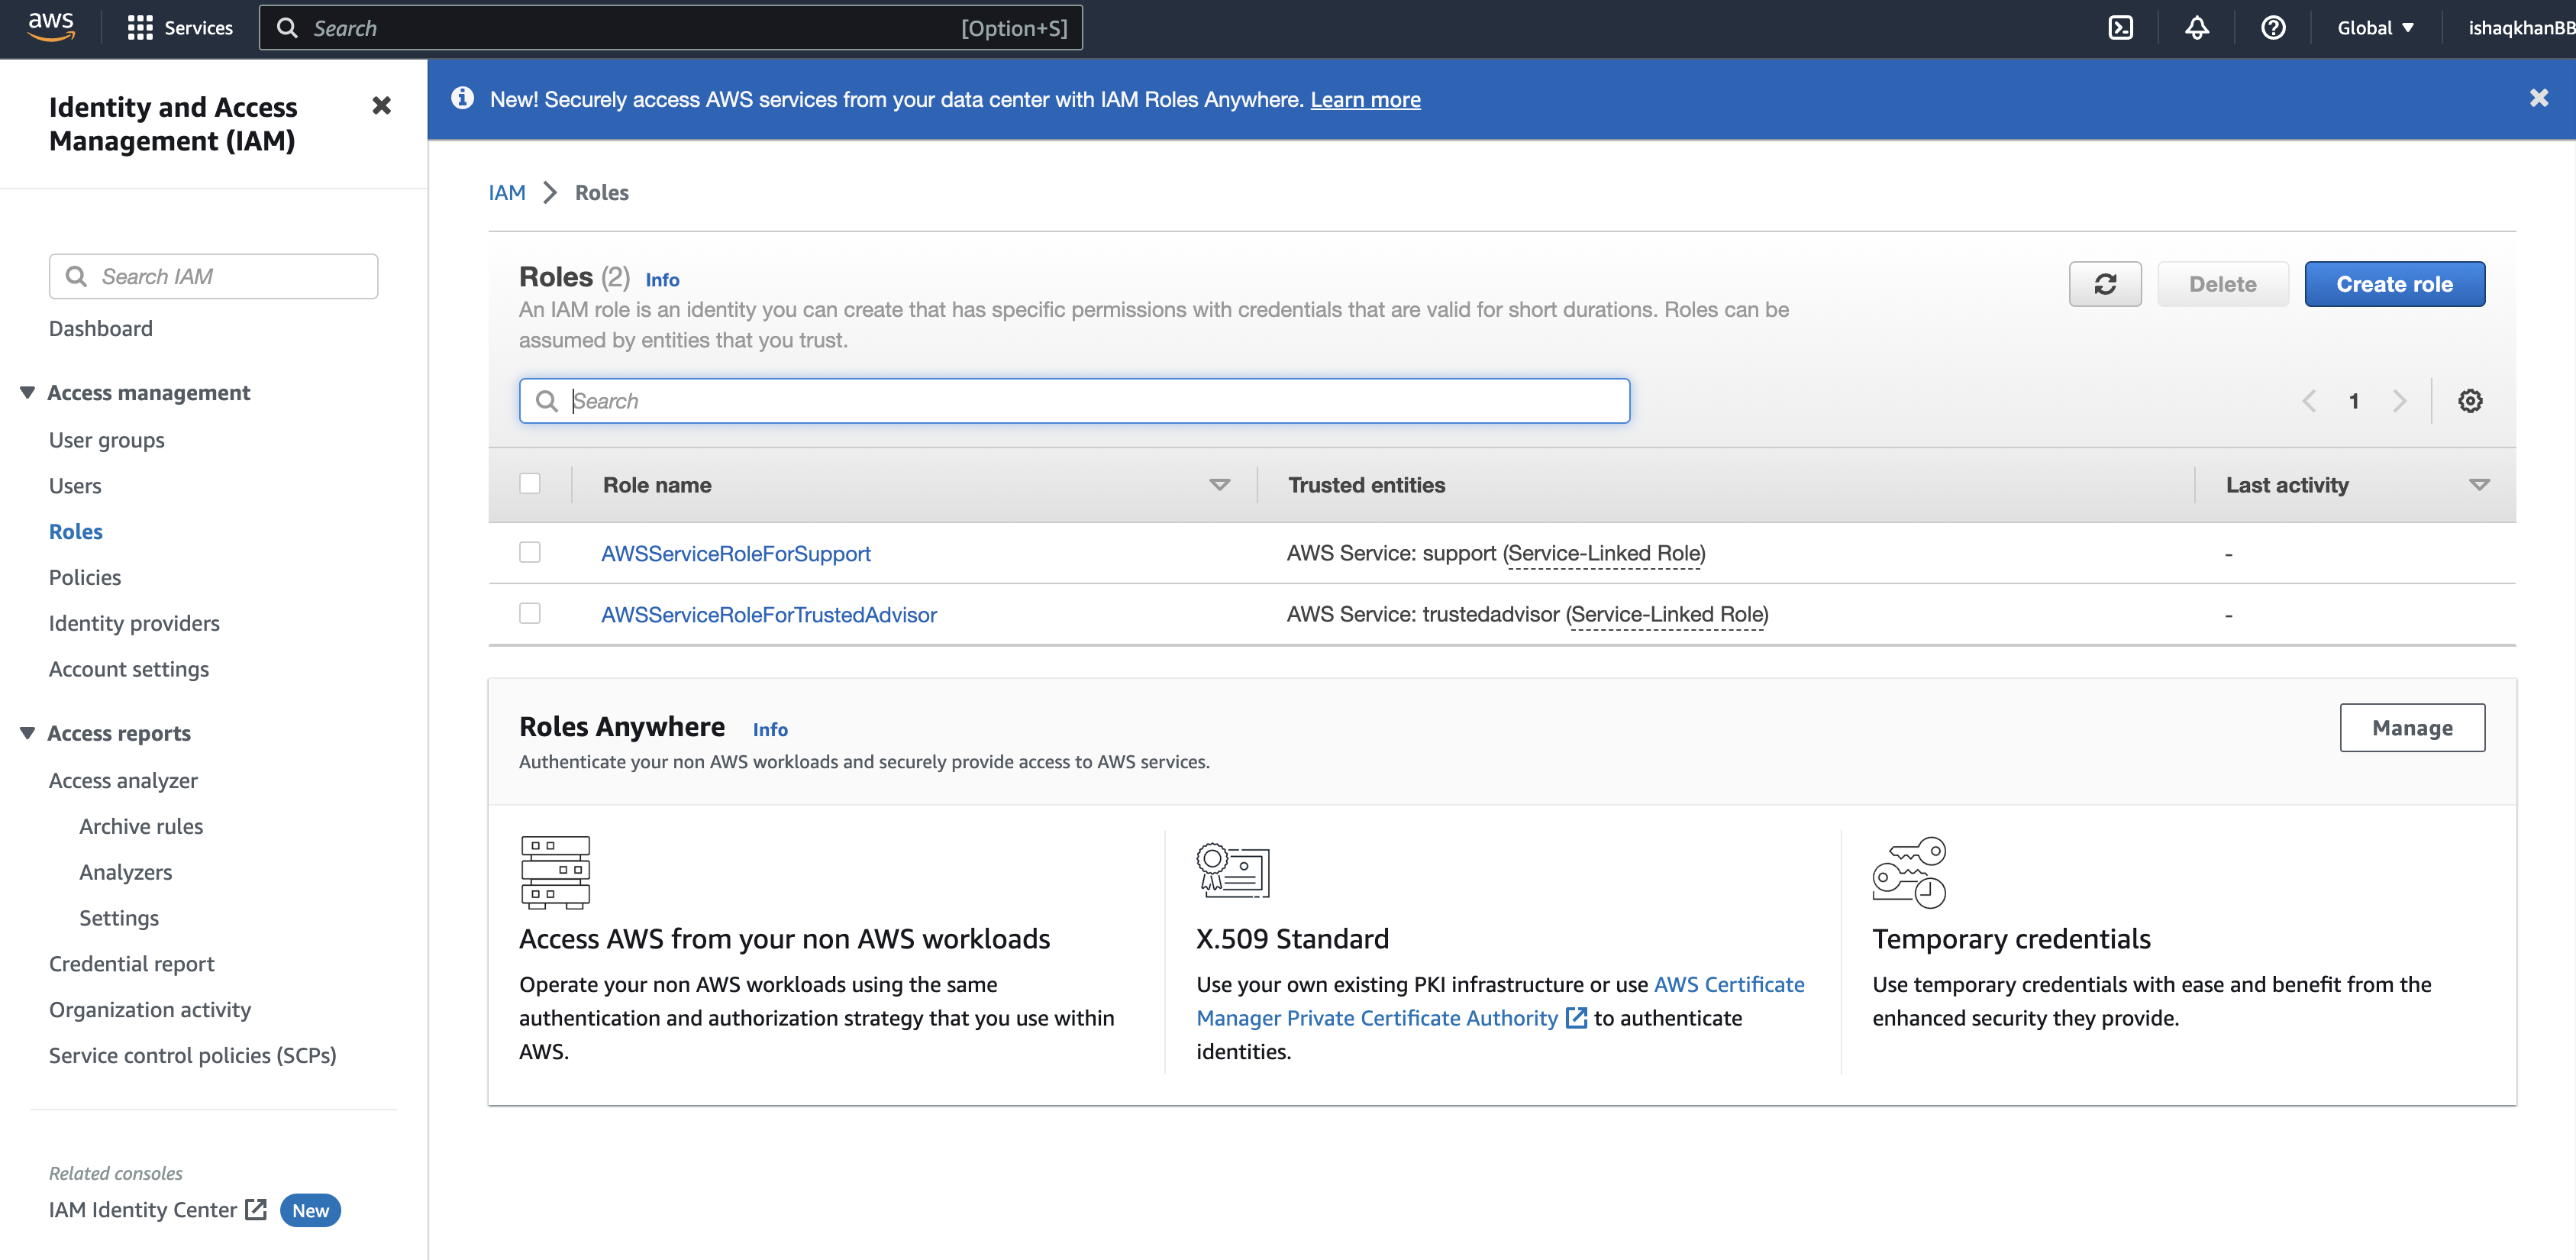 aws
Services
Search
[Option+S]
Global
ishaqkhanBB
Identity and Access
Management (IAM)
Search IAM
Dashboard
Access management
User groups
Users
Roles
Policies
Identity providers
Account settings
Access reports
Access analyzer
Archive rules
Analyzers
Settings
Credential report
Organization activity
Service control policies (SCPs)
Related consoles
IAM Identity Center New
New! Securely access AWS services from your data center with IAM Roles Anywhere. Learn more
IAM > Roles
Roles (2) Info
An IAM role is an identity you can create that has specific permissions with credentials that are valid for short durations. Roles can be
assumed by entities that you trust.
Delete
Create role
Search
1
Role name Trusted entities Last activity
AWSServiceRoleForSupport AWS Service: support (Service-Linked Role) -
AWSServiceRoleForTrustedAdvisor AWS Service: trustedadvisor (Service-Linked Role) -
Roles Anywhere Info
Authenticate your non AWS workloads and securely provide access to AWS services.
Manage
Access AWS from your non AWS workloads
Operate your non AWS workloads using the same
authentication and authorization strategy that you use within
AWS.
X.509 Standard
Use your own existing PKI infrastructure or use AWS Certificate
Manager Private Certificate Authority to authenticate
identities.
Temporary credentials
Use temporary credentials with ease and benefit from the
enhanced security they provide.